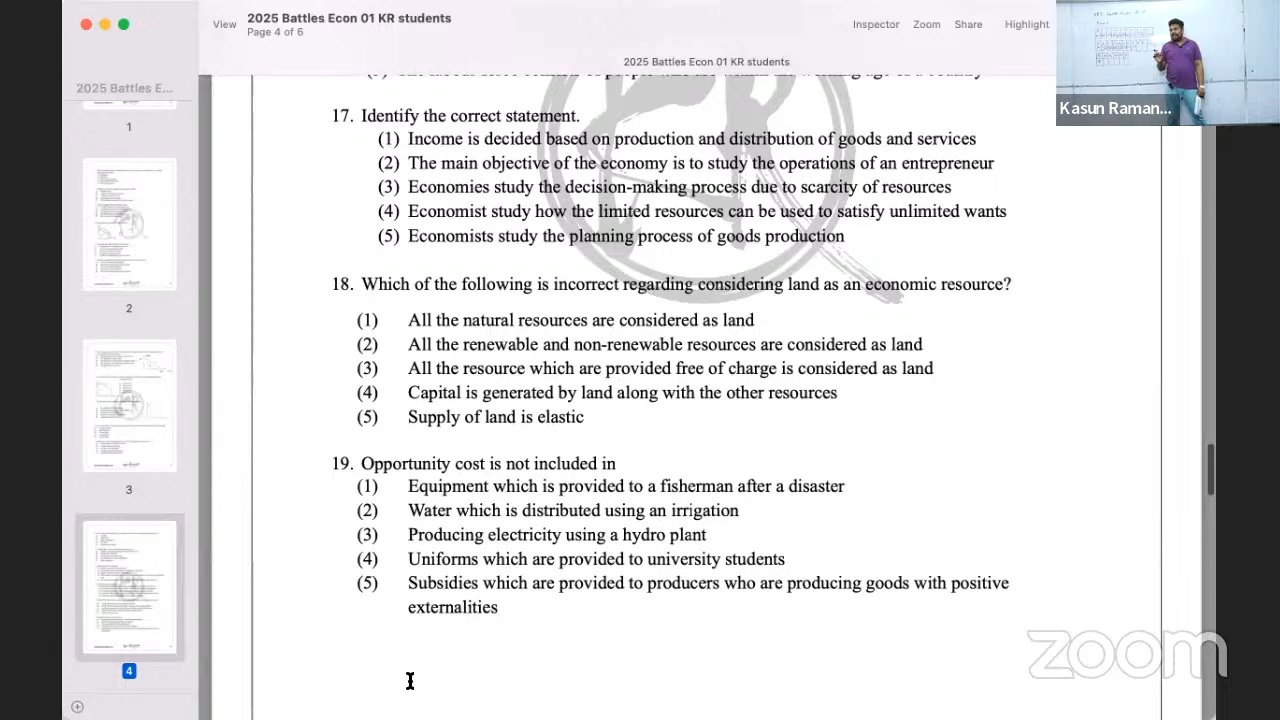 View
2025 Battles Econ 01 KR students
Page 4 of 6
Inspector
Zoom
Share
Highlight
2025 Battles E...
2025 Battles Econ 01 KR students
Kasun Raman...
1
2
3
4
17. Identify the correct statement.
(1) Income is decided based on production and distribution of goods and services
(2) The main objective of the economy is to study the operations of an entrepreneur
(3) Economies study the decision-making process due to scarcity of resources
(4) Economist study how the limited resources can be used to satisfy unlimited wants
(5) Economists study the planning process of goods production
18. Which of the following is incorrect regarding considering land as an economic resource?
(1) All the natural resources are considered as land
(2) All the renewable and non-renewable resources are considered as land
(3) All the resource which are provided free of charge is considered as land
(4) Capital is generated by land along with the other resources
(5) Supply of land is elastic
19. Opportunity cost is not included in
(1) Equipment which is provided to a fisherman after a disaster
(2) Water which is distributed using an irrigation
(3) Producing electricity using a hydro plant
(4) Uniforms which are provided to university students
(5) Subsidies which are provided to producers who are producing goods with positive
externalities
zoom